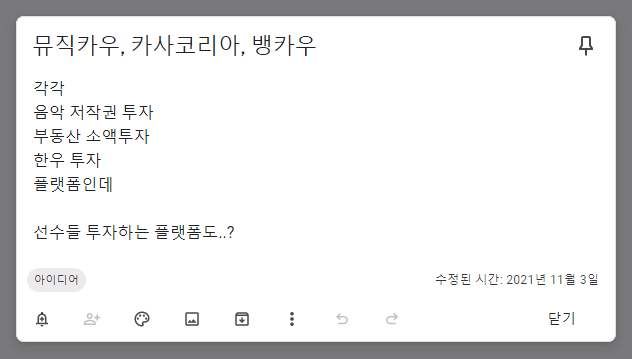 뮤직카우, 카사코리아, 뱅카우
각각
음악 저작권 투자
부동산 소액투자
한우 투자
플랫폼인데
선수들 투자하는 플랫폼도..?
아이디어
수정된 시간: 2021년 11월 3일
닫기